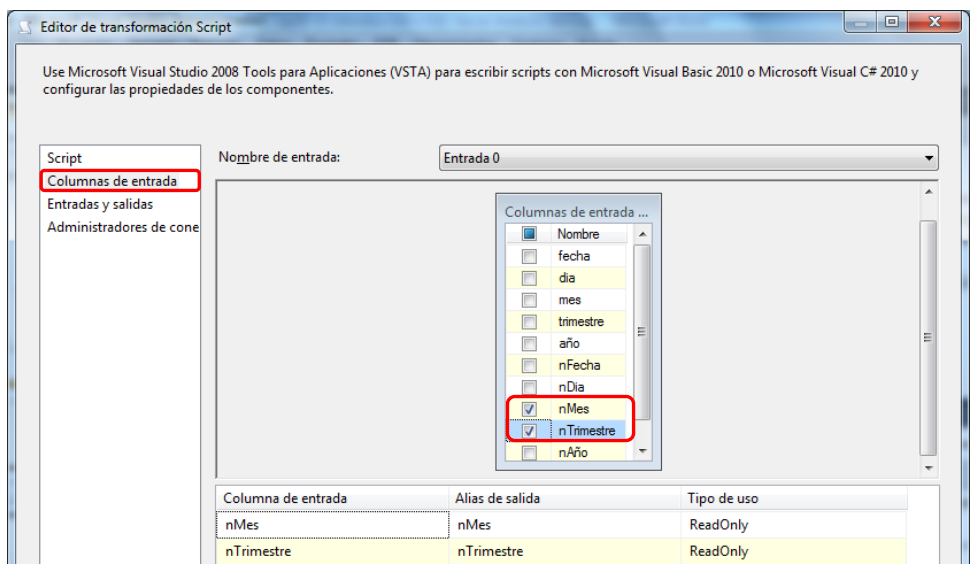 Editor de transformación Script
Use Microsoft Visual Studio 2008 Tools para Aplicaciones (VSTA) para escribir scripts con Microsoft Visual Basic 2010 o Microsoft Visual C# 2010 y
configurar las propiedades de los componentes.
Script
Columnas de entrada
Entradas y salidas
Administradores de cone
Nombre de entrada:
Entrada 0
Columnas de entrada ...
Nombre
fecha
dia
mes
trimestre
año
nFecha
nDia
nMes
nTrimestre
nAño
Columna de entrada Alias de salida Tipo de uso
nMes nMes ReadOnly
nTrimestre nTrimestre ReadOnly